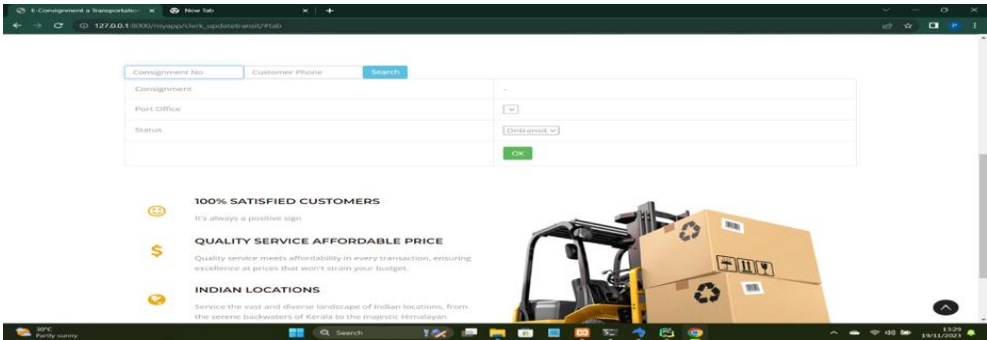 E-Consignment a Transportation
New Tab
127.0.0.1:8000/myapp/clerk_updatetransit/#tab
Consignment No
Customer Phone
Search
Consignment
-
Port Office
Status
Ontransit
OK
100% SATISFIED CUSTOMERS
It's always a positive sign
QUALITY SERVICE AFFORDABLE PRICE
Quality service meets affordability in every transaction, ensuring
excellence at prices that won't strain your budget.
INDIAN LOCATIONS
Service the vast and diverse landscape of Indian locations, from
the serene backwaters of Kerala to the majestic Himalayan
30°C
Partly sunny
Search
13:29
19/11/2023